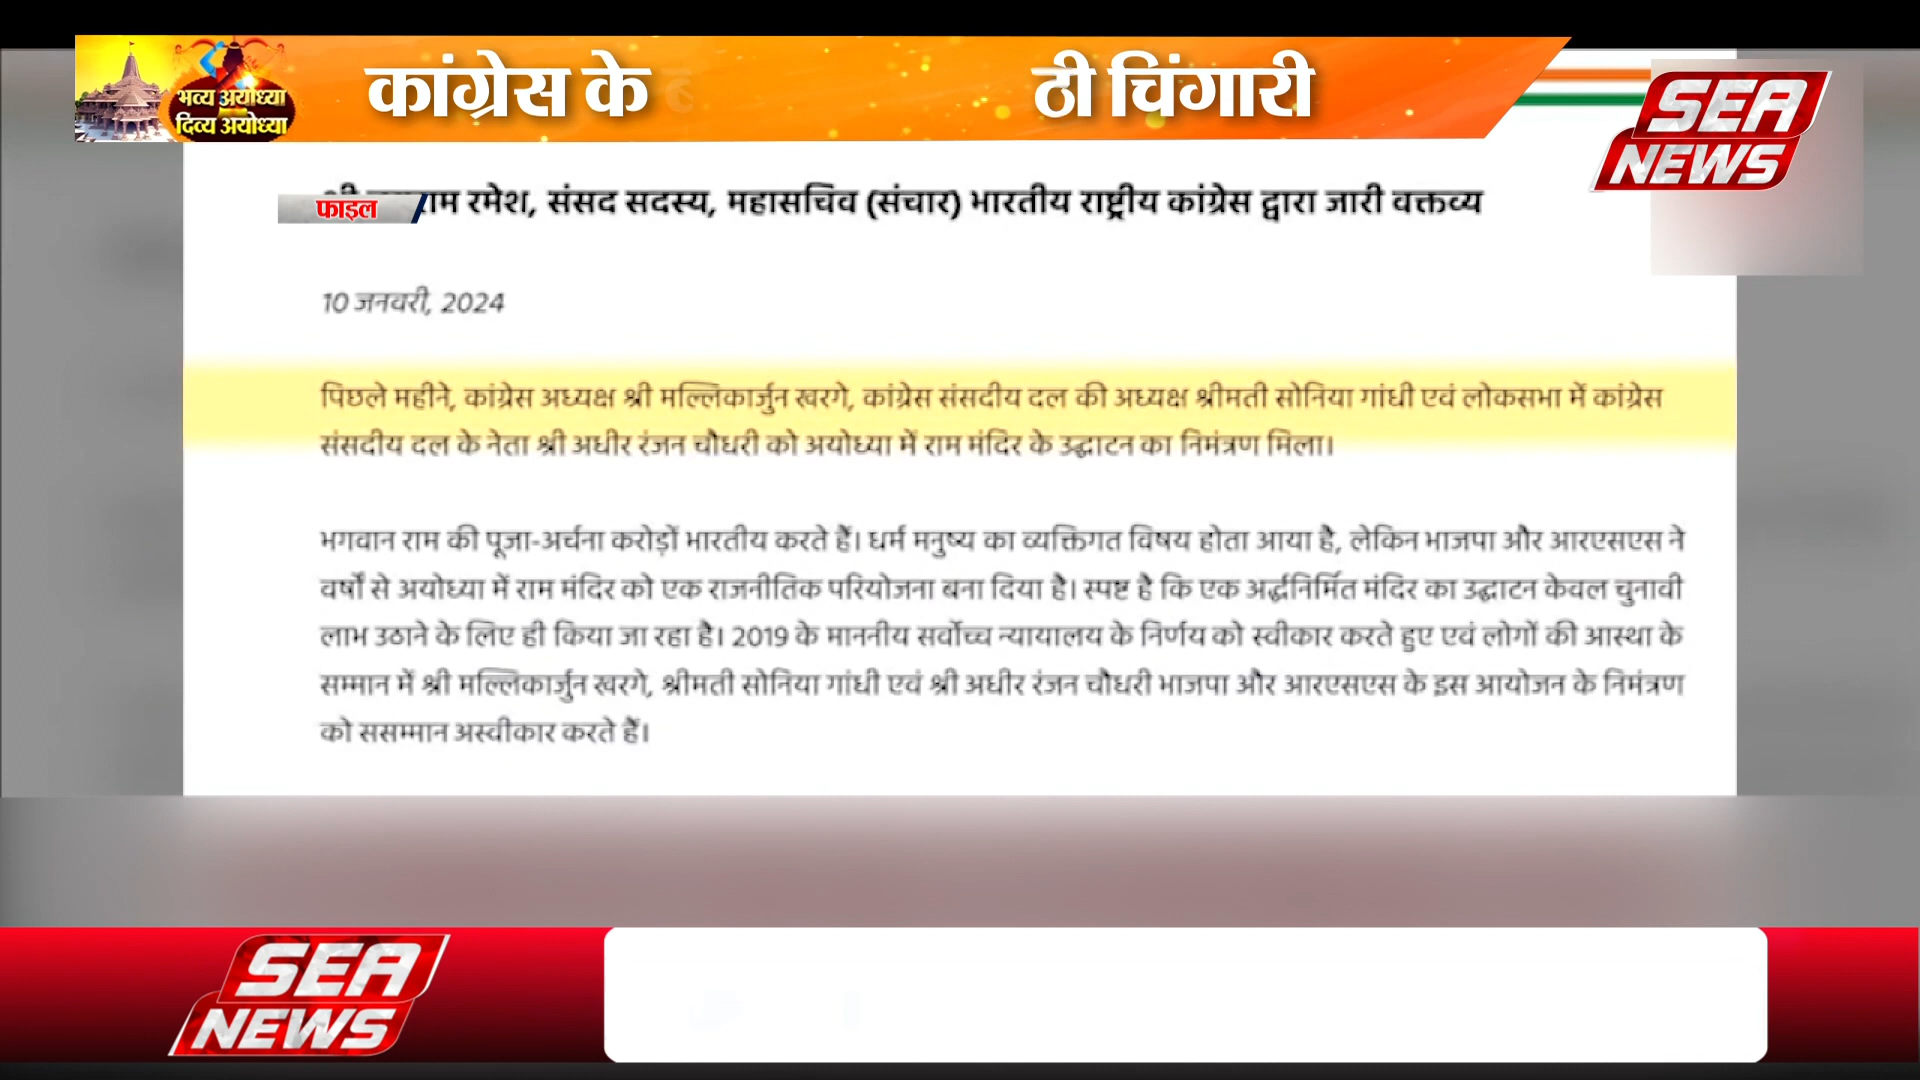 कांग्रेस के
ठी चिंगारी
भव्य अयोध्या
दिव्य अयोध्या
SEA
NEWS
फाइल
राम रमेश, संसद सदस्य, महासचिव (संचार) भारतीय राष्ट्रीय कांग्रेस द्वारा जारी वक्तव्य
10 जनवरी, 2024
पिछले महीने, कांग्रेस अध्यक्ष श्री मल्लिकार्जुन खरगे, कांग्रेस संसदीय दल की अध्यक्ष श्रीमती सोनिया गांधी एवं लोकसभा में कांग्रेस
संसदीय दल के नेता श्री अधीर रंजन चौधरी को अयोध्या में राम मंदिर के उद्घाटन का निमंत्रण मिला।
भगवान राम की पूजा-अर्चना करोड़ों भारतीय करते हैं। धर्म मनुष्य का व्यक्तिगत विषय होता आया है, लेकिन भाजपा और आरएसएस ने
वर्षों से अयोध्या में राम मंदिर को एक राजनीतिक परियोजना बना दिया है। स्पष्ट है कि एक अर्द्धनिर्मित मंदिर का उद्घाटन केवल चुनावी
लाभ उठाने के लिए ही किया जा रहा है। 2019 के माननीय सर्वोच्च न्यायालय के निर्णय को स्वीकार करते हुए एवं लोगों की आस्था के
सम्मान में श्री मल्लिकार्जुन खरगे, श्रीमती सोनिया गांधी एवं श्री अधीर रंजन चौधरी भाजपा और आरएसएस के इस आयोजन के निमंत्रण
को ससम्मान अस्वीकार करते हैं।
SEA
NEWS